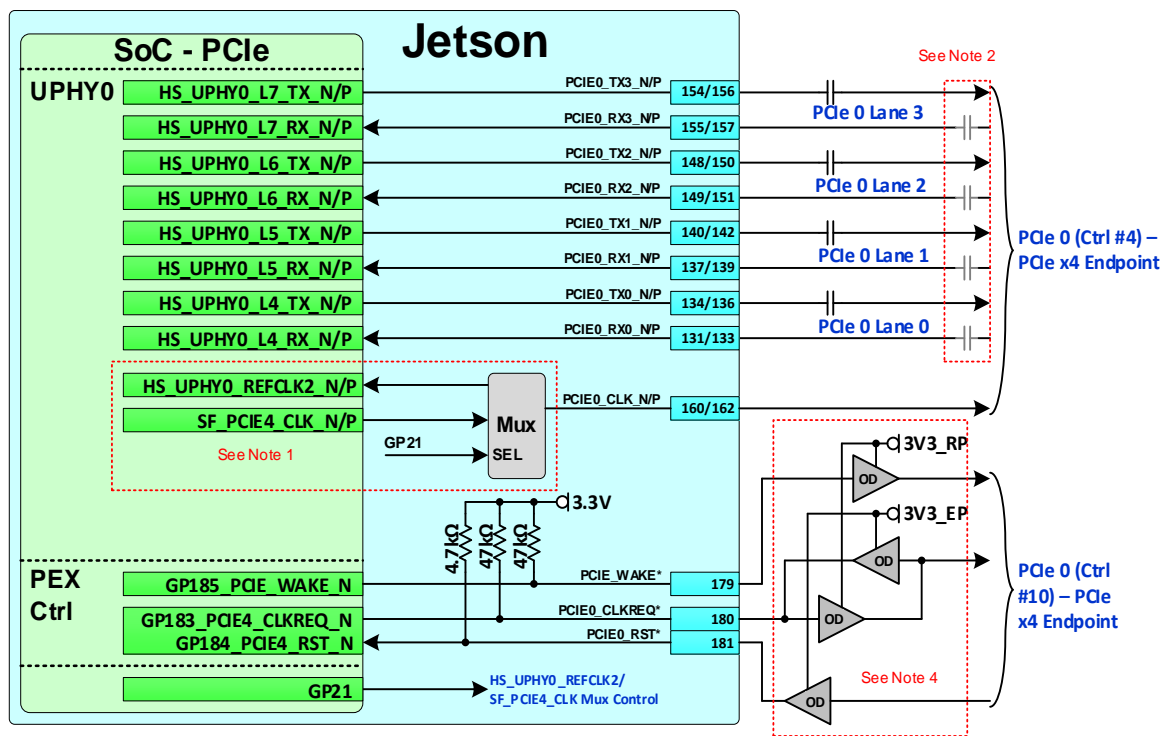 Jetson
SoC - PCIe
See Note 2
UPHY0
HS_UPHY0_L7_TX_N/P
PCIE0_TX3_N/P
154/156
PCIe 0 Lane 3
HS_UPHY0_L7_RX_N/P
PCIE0_RX3_N/P
155/157
HS_UPHY0_L6_TX_N/P
PCIE0_TX2_N/P
148/150
PCIe 0 Lane 2
HS_UPHY0_L6_RX_N/P
PCIE0_RX2_N/P
149/151
HS_UPHY0_L5_TX_N/P
PCIE0_TX1_N/P
140/142
PCIe 0 Lane 1
HS_UPHY0_L5_RX_N/P
PCIE0_RX1_N/P
137/139
HS_UPHY0_L4_TX_N/P
PCIE0_TX0_N/P
134/136
PCIe 0 Lane 0
HS_UPHY0_L4_RX_N/P
PCIE0_RX0_N/P
131/133
PCIe 0 (Ctrl #4) –
PCIe x4 Endpoint
HS_UPHY0_REFCLK2_N/P
SF_PCIE4_CLK_N/P
See Note 1
GP21
Mux
SEL
PCIE0_CLK_N/P
160/162
3.3V
4.7kΩ
47kΩ
47kΩ
3V3_RP
OD
3V3_EP
OD
OD
OD
See Note 4
PEX
Ctrl
GP185_PCIE_WAKE_N
PCIE_WAKE*
179
GP183_PCIE4_CLKREQ_N
PCIE0_CLKREQ*
180
GP184_PCIE4_RST_N
PCIE0_RST*
181
PCIe 0 (Ctrl
#10) – PCIe
x4 Endpoint
GP21
HS_UPHY0_REFCLK2/
SF_PCIE4_CLK Mux Control